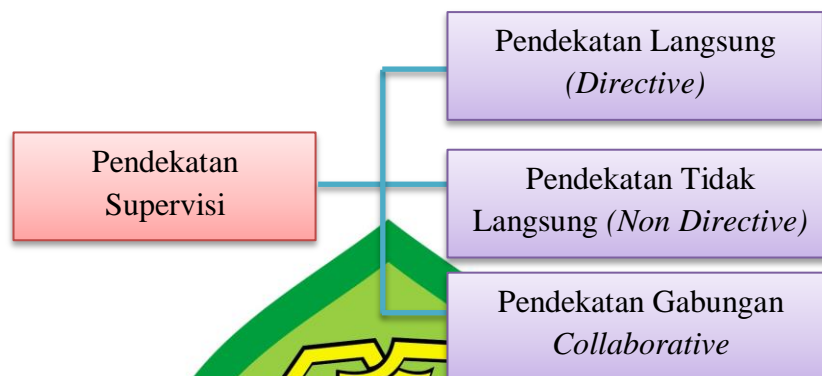 Pendekatan
Supervisi
Pendekatan Langsung
(Directive)
Pendekatan Tidak
Langsung (Non Directive)
Pendekatan Gabungan
Collaborative